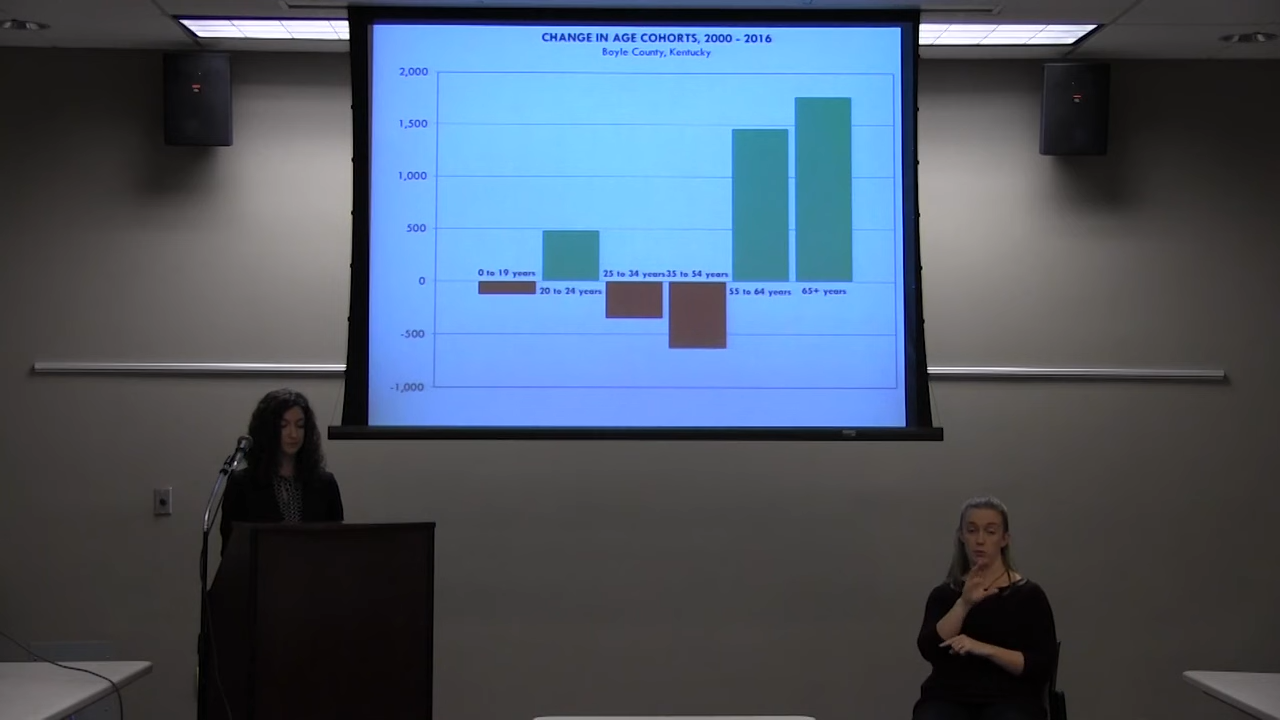 CHANGE IN AGE COHORTS, 2000 - 2016
Boyle County, Kentucky
2,000
1,500
1,000
500
0
-500
-1,000
0 to 19 years
20 to 24 years
25 to 34 years
35 to 54 years
55 to 64 years
65+ years